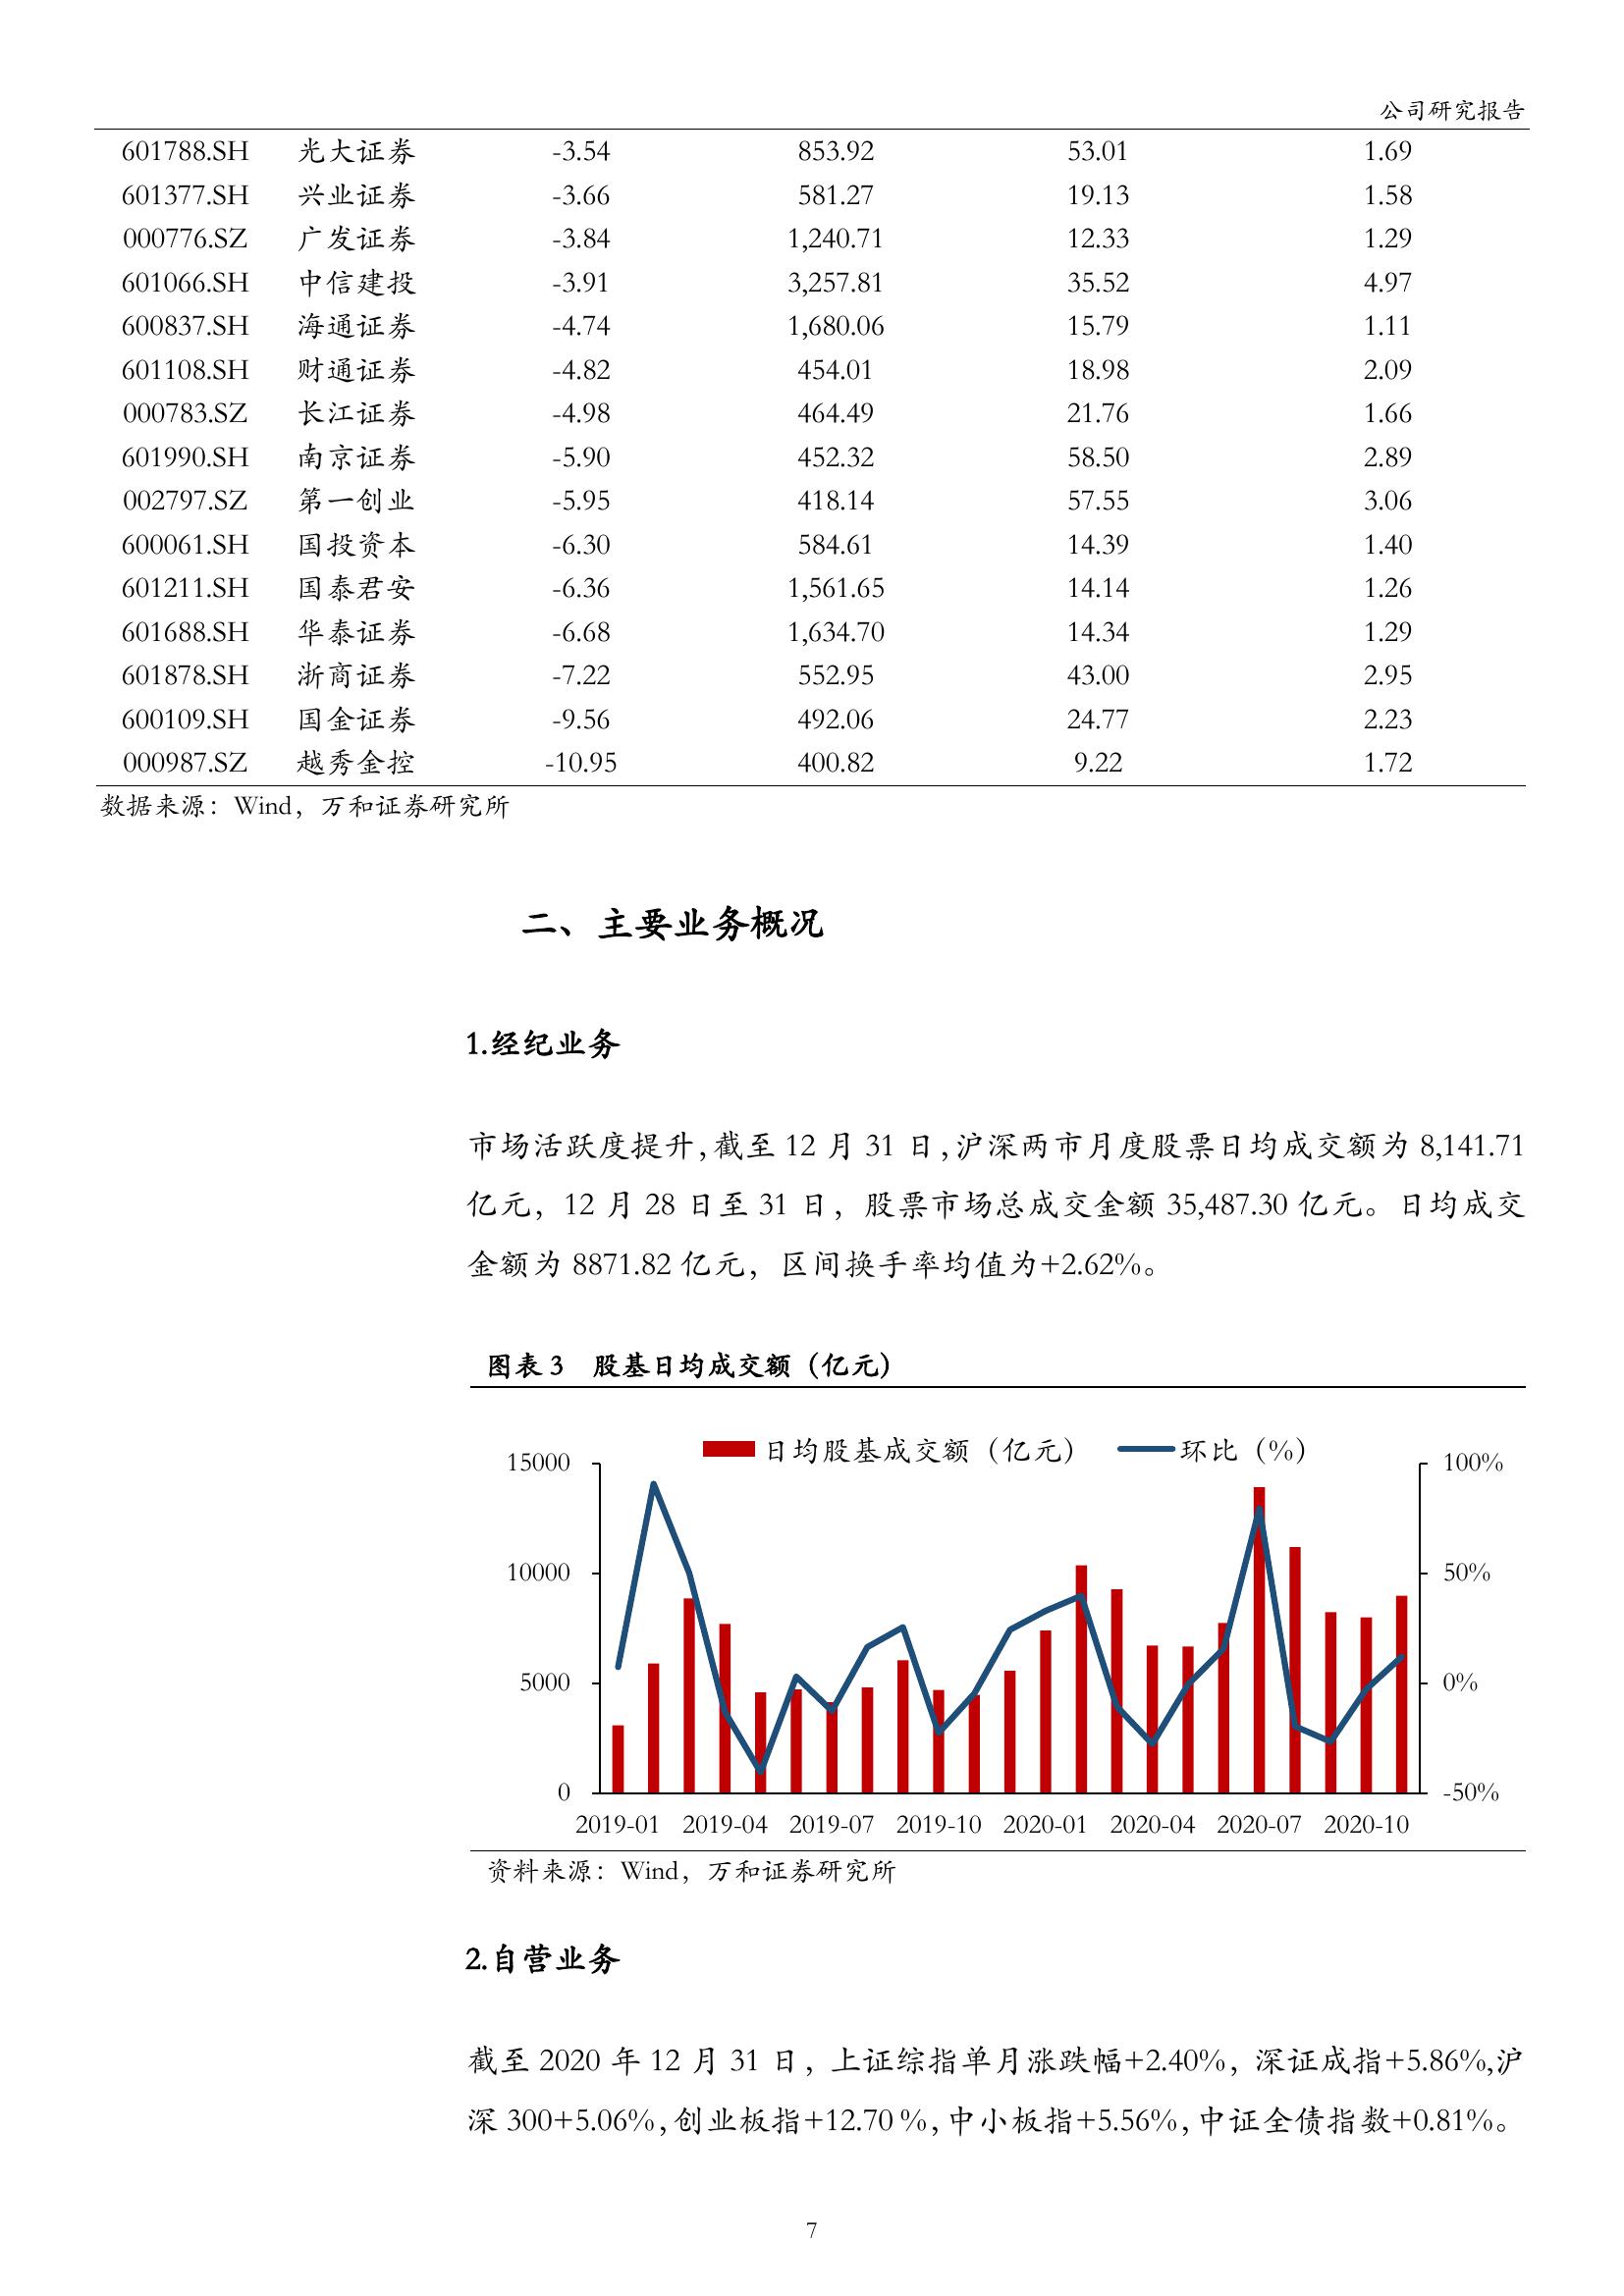 公司研究报告
601788.SH 光大证券 -3.54 853.92 53.01 1.69
601377.SH 兴业证券 -3.66 581.27 19.13 1.58
000776.SZ 广发证券 -3.84 1,240.71 12.33 1.29
601066.SH 中信建投 -3.91 3,257.81 35.52 4.97
600837.SH 海通证券 -4.74 1,680.06 15.79 1.11
601108.SH 财通证券 -4.82 454.01 18.98 2.09
000783.SZ 长江证券 -4.98 464.49 21.76 1.66
601990.SH 南京证券 -5.90 452.32 58.50 2.89
002797.SZ 第一创业 -5.95 418.14 57.55 3.06
600061.SH 国投资本 -6.30 584.61 14.39 1.40
601211.SH 国泰君安 -6.36 1,561.65 14.14 1.26
601688.SH 华泰证券 -6.68 1,634.70 14.34 1.29
601878.SH 浙商证券 -7.22 552.95 43.00 2.95
600109.SH 国金证券 -9.56 492.06 24.77 2.23
000987.SZ 越秀金控 -10.95 400.82 9.22 1.72
数据来源：Wind，万和证券研究所
二、主要业务概况
1.经纪业务
市场活跃度提升,截至 12 月 31 日,沪深两市月度股票日均成交额为 8,141.71
亿元，12 月 28 日至 31 日，股票市场总成交金额 35,487.30 亿元。日均成交
金额为 8871.82 亿元，区间换手率均值为+2.62%。
图表 3 股基日均成交额（亿元）
日均股基成交额（亿元） 环比（%）
15000 100%
10000 50%
5000 0%
0 -50%
2019-01 2019-04 2019-07 2019-10 2020-01 2020-04 2020-07 2020-10
资料来源：Wind，万和证券研究所
2.自营业务
截至 2020 年 12 月 31 日，上证综指单月涨跌幅+2.40%，深证成指+5.86%,沪
深 300+5.06%,创业板指+12.70 %,中小板指+5.56%,中证全债指数+0.81%。
7